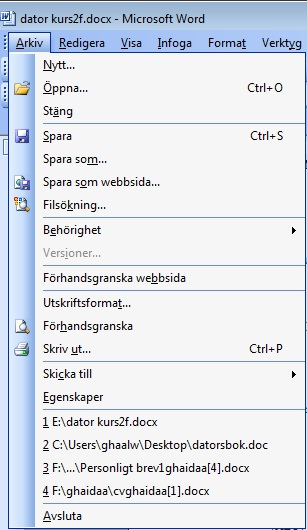 dator kurs2f.docx - Microsoft Word
Arkiv Redigera Visa Infoga Format Verktyg
Nytt...
Öppna... Ctrl+O
Stäng
Spara Ctrl+S
Spara som...
Spara som webbsida...
Filsökning...
Behörighet
Versioner...
Förhandsgranska webbsida
Utskriftsformat...
Förhandsgranska
Skriv ut... Ctrl+P
Skicka till
Egenskaper
1 E:\dator kurs2f.docx
2 C:\Users\ghaalw\Desktop\datorsbok.doc
3 F:\...\Personligt brev1ghaidaa[4].docx
4 F:\ghaidaa\cvghaidaa[1].docx
Avsluta